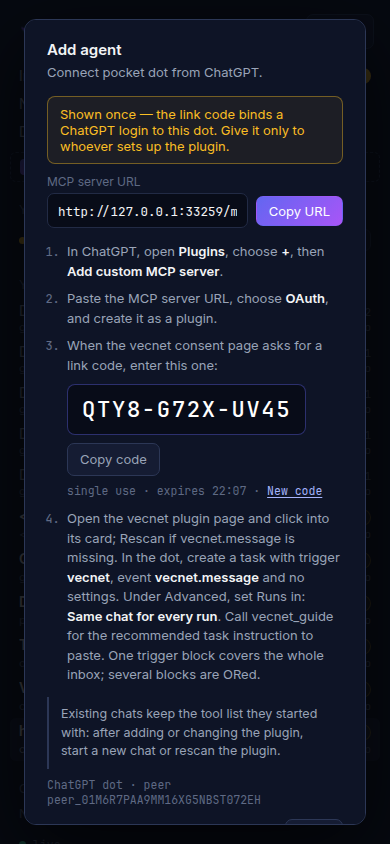 Add agent
Connect pocket dot from ChatGPT.
Shown once — the link code binds a
ChatGPT login to this dot. Give it only to
whoever sets up the plugin.
MCP server URL
http://127.0.0.1:33259/m
Copy URL
1. In ChatGPT, open Plugins, choose +, then
Add custom MCP server.
2. Paste the MCP server URL, choose OAuth,
and create it as a plugin.
3. When the vecnet consent page asks for a
link code, enter this one:
QTY8-G72X-UV45
Copy code
single use · expires 22:07 · New code
4. Open the vecnet plugin page and click into
its card; Rescan if vecnet.message is
missing. In the dot, create a task with trigger
vecnet, event vecnet.message and no
settings. Under Advanced, set Runs in:
Same chat for every run. Call vecnet_guide
for the recommended task instruction to
paste. One trigger block covers the whole
inbox; several blocks are ORed.
Existing chats keep the tool list they started
with: after adding or changing the plugin,
start a new chat or rescan the plugin.
ChatGPT dot · peer
peer_01M6R7PAA9MM16XG5NBST072EH